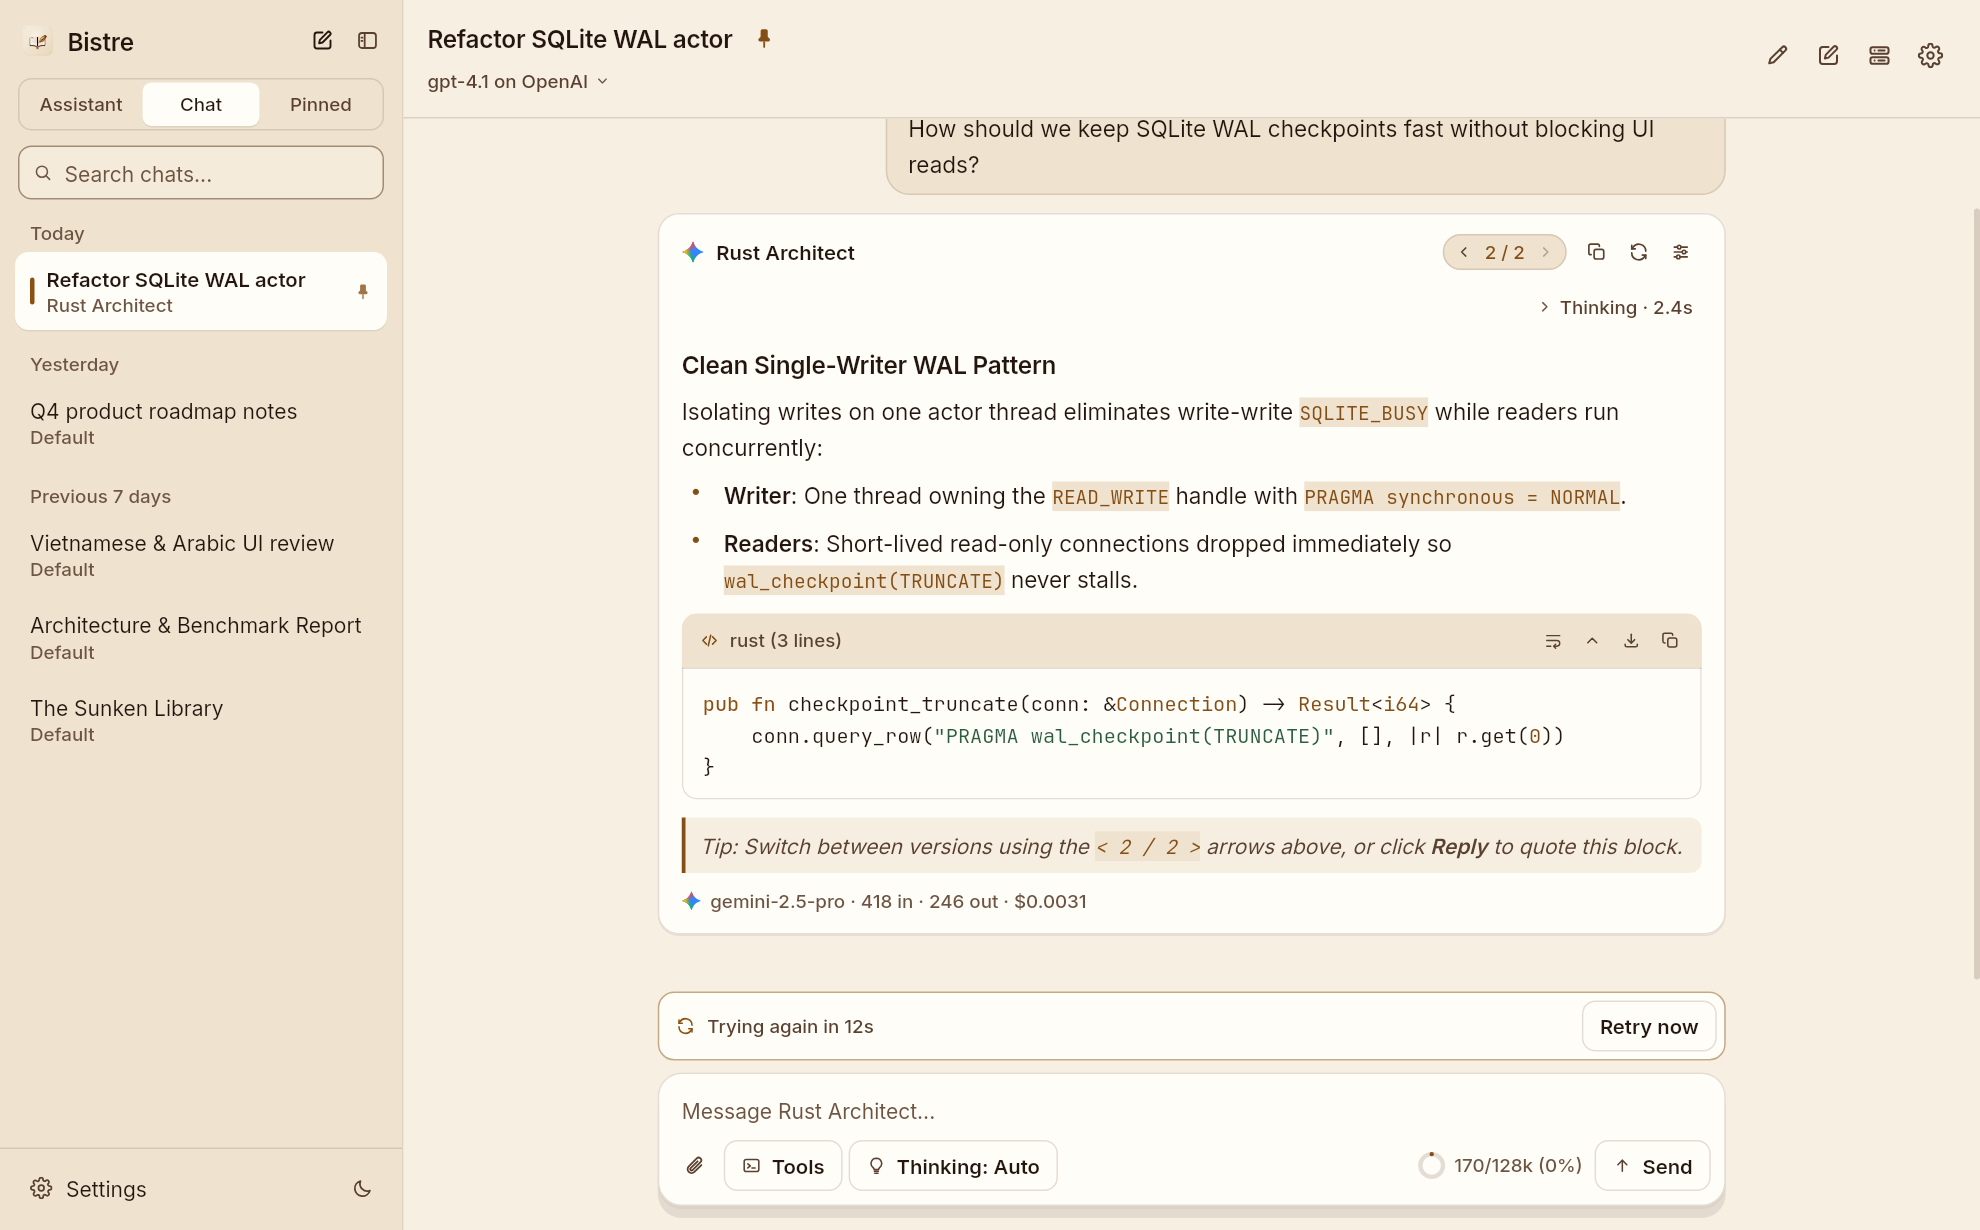 Bistre
Assistant
Chat
Pinned
Search chats...
Today
Refactor SQLite WAL actor
Rust Architect
Yesterday
Q4 product roadmap notes
Default
Previous 7 days
Vietnamese & Arabic UI review
Default
Architecture & Benchmark Report
Default
The Sunken Library
Default
Settings
Refactor SQLite WAL actor
gpt-4.1 on OpenAI
How should we keep SQLite WAL checkpoints fast without blocking UI
reads?
Rust Architect
2 / 2
Thinking · 2.4s
Clean Single-Writer WAL Pattern
Isolating writes on one actor thread eliminates write-write SQLITE_BUSY while readers run
concurrently:
• Writer: One thread owning the READ_WRITE handle with PRAGMA synchronous = NORMAL.
• Readers: Short-lived read-only connections dropped immediately so
wal_checkpoint(TRUNCATE) never stalls.
rust (3 lines)
pub fn checkpoint_truncate(conn: &Connection) -> Result<i64> {
    conn.query_row("PRAGMA wal_checkpoint(TRUNCATE)", [], |r| r.get(0))
}
Tip: Switch between versions using the < 2 / 2 > arrows above, or click Reply to quote this block.
gemini-2.5-pro · 418 in · 246 out · $0.0031
Trying again in 12s
Retry now
Message Rust Architect...
Tools
Thinking: Auto
170/128k (0%)
Send